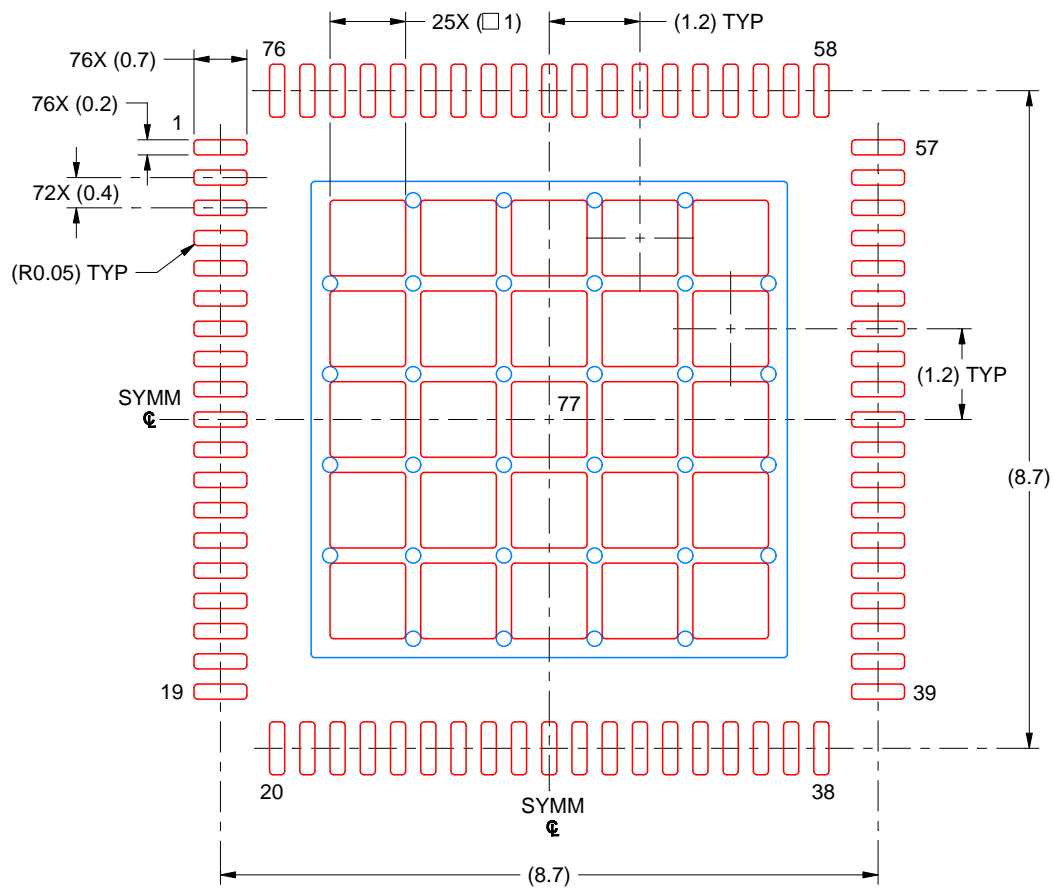 25X (□ 1)
(1.2) TYP
76X (0.7)
76
58
76X (0.2)
1
57
72X (0.4)
(R0.05) TYP
(1.2) TYP
SYMM
℄
77
(8.7)
19
39
20
38
SYMM
℄
(8.7)